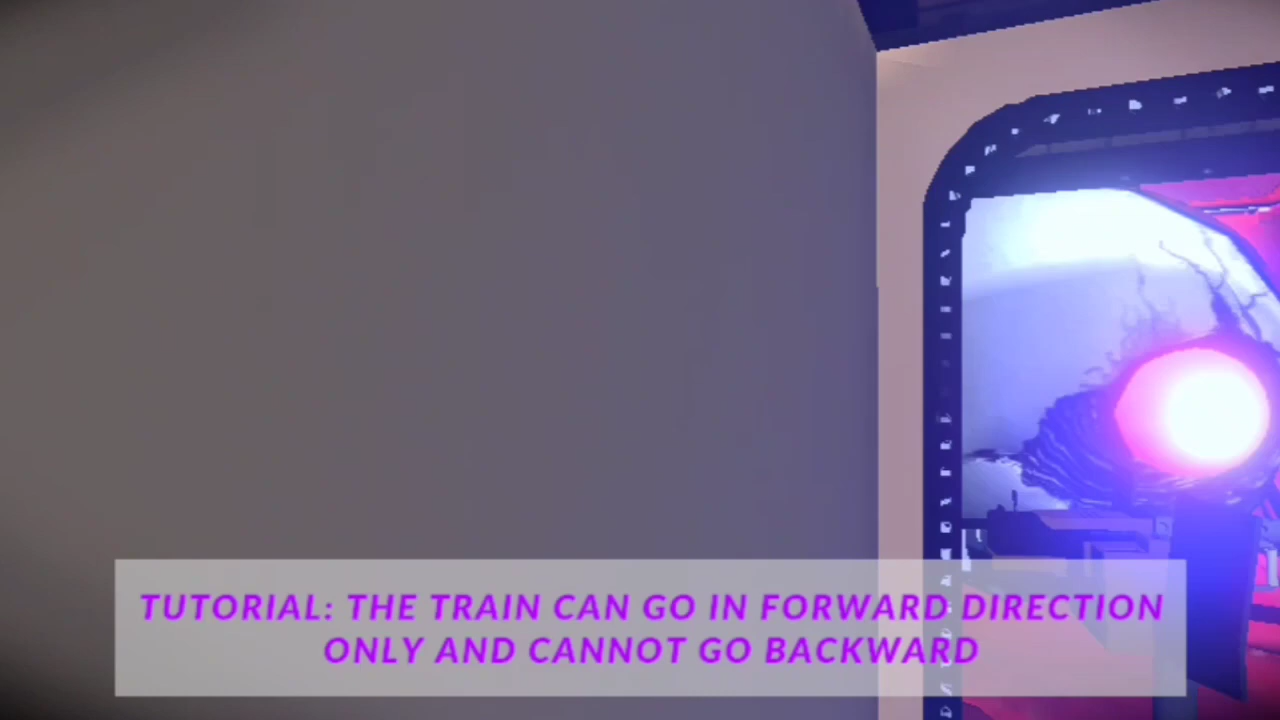 TUTORIAL: THE TRAIN CAN GO IN FORWARD DIRECTION
ONLY AND CANNOT GO BACKWARD